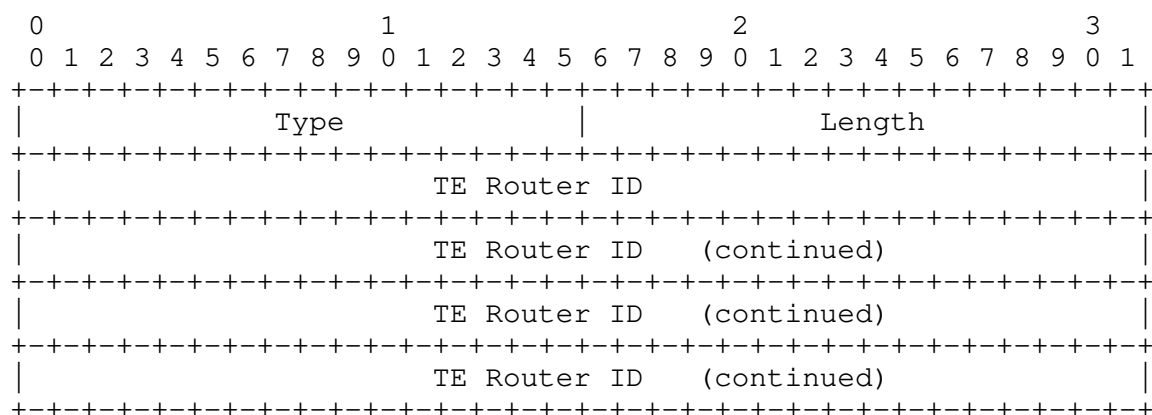 0                   1                   2                   3
 0 1 2 3 4 5 6 7 8 9 0 1 2 3 4 5 6 7 8 9 0 1 2 3 4 5 6 7 8 9 0 1
+-+-+-+-+-+-+-+-+-+-+-+-+-+-+-+-+-+-+-+-+-+-+-+-+-+-+-+-+-+-+-+-+
|              Type             |             Length            |
+-+-+-+-+-+-+-+-+-+-+-+-+-+-+-+-+-+-+-+-+-+-+-+-+-+-+-+-+-+-+-+-+
|                       TE Router ID                            |
+-+-+-+-+-+-+-+-+-+-+-+-+-+-+-+-+-+-+-+-+-+-+-+-+-+-+-+-+-+-+-+-+
|                       TE Router ID   (continued)              |
+-+-+-+-+-+-+-+-+-+-+-+-+-+-+-+-+-+-+-+-+-+-+-+-+-+-+-+-+-+-+-+-+
|                       TE Router ID   (continued)              |
+-+-+-+-+-+-+-+-+-+-+-+-+-+-+-+-+-+-+-+-+-+-+-+-+-+-+-+-+-+-+-+-+
|                       TE Router ID   (continued)              |
+-+-+-+-+-+-+-+-+-+-+-+-+-+-+-+-+-+-+-+-+-+-+-+-+-+-+-+-+-+-+-+-+